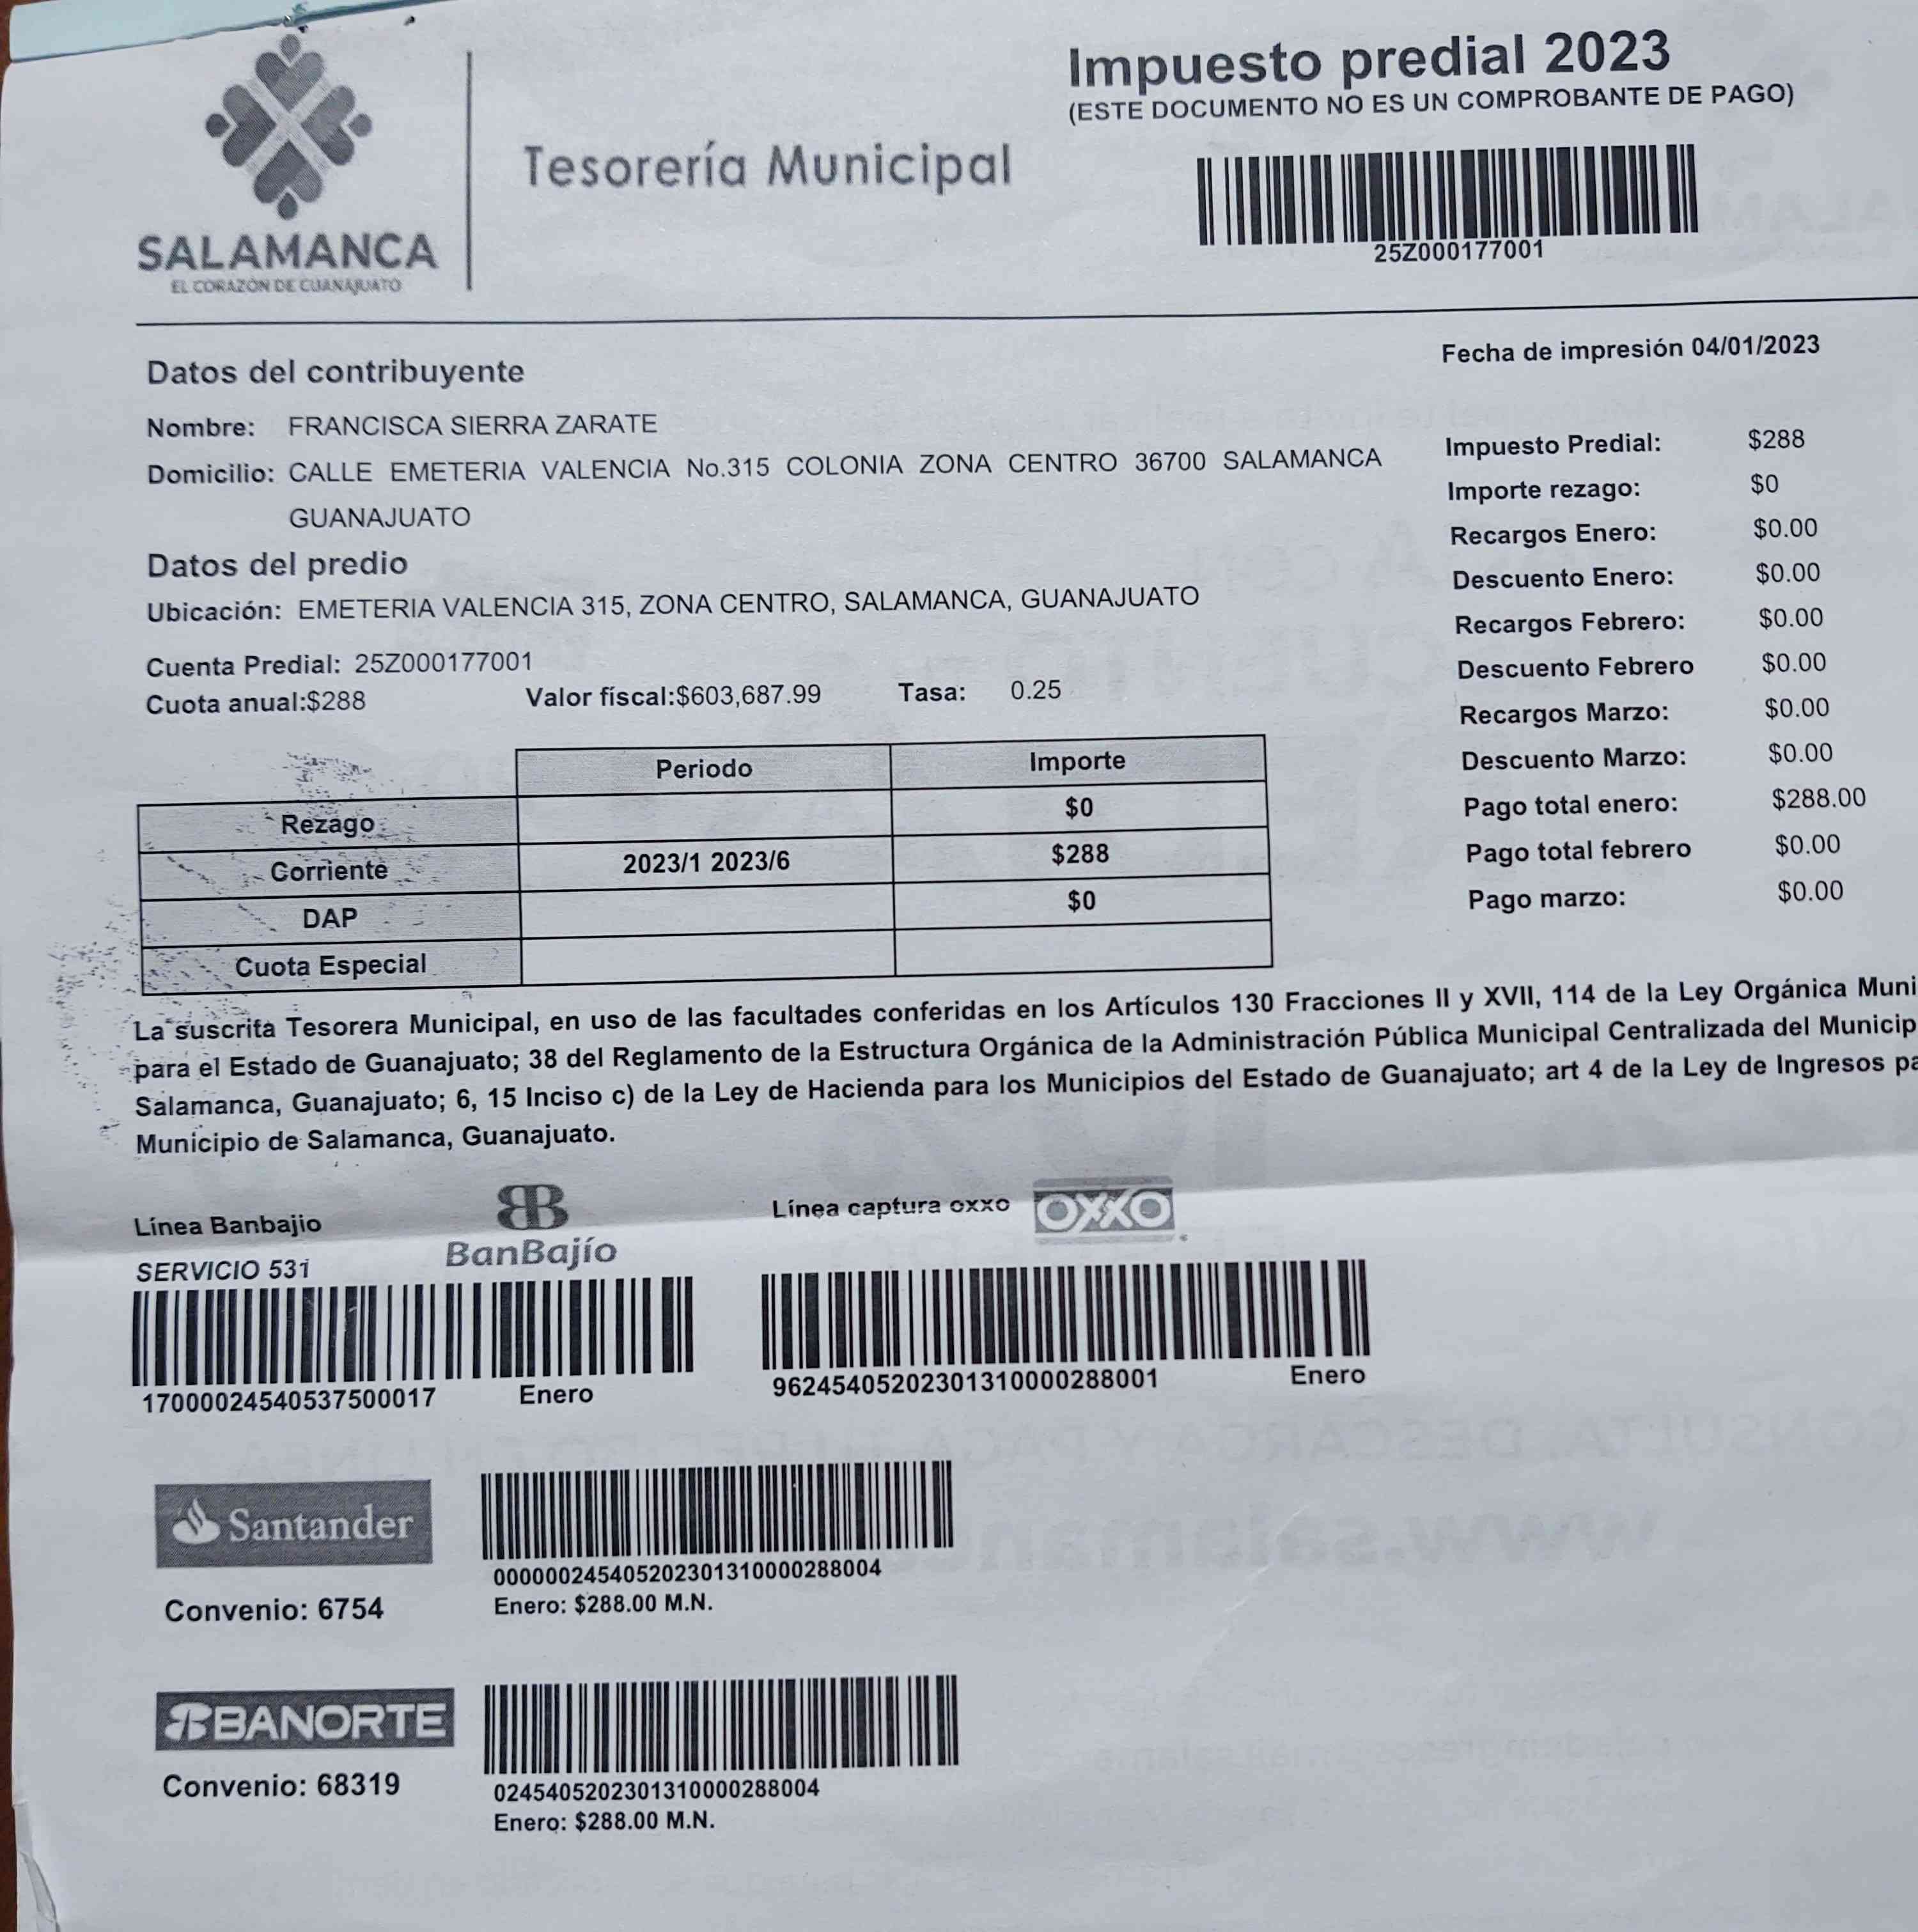 SALAMANCA
EL CORAZÓN DE GUANAJUATO
Tesorería Municipal
Impuesto predial 2023
(ESTE DOCUMENTO NO ES UN COMPROBANTE DE PAGO)
25Z000177001
Fecha de impresión 04/01/2023
Datos del contribuyente
Nombre: FRANCISCA SIERRA ZARATE
Domicilio: CALLE EMETERIA VALENCIA No.315 COLONIA ZONA CENTRO 36700 SALAMANCA
GUANAJUATO
Datos del predio
Ubicación: EMETERIA VALENCIA 315, ZONA CENTRO, SALAMANCA, GUANAJUATO
Cuenta Predial: 25Z000177001
Cuota anual:$288 Valor físcal:$603,687.99 Tasa: 0.25
Impuesto Predial: $288
Importe rezago: $0
Recargos Enero: $0.00
Descuento Enero: $0.00
Recargos Febrero: $0.00
Descuento Febrero $0.00
Recargos Marzo: $0.00
Descuento Marzo: $0.00
Pago total enero: $288.00
Pago total febrero $0.00
Pago marzo: $0.00
Periodo Importe
Rezago $0
Corriente 2023/1 2023/6 $288
DAP $0
Cuota Especial
La suscrita Tesorera Municipal, en uso de las facultades conferidas en los Artículos 130 Fracciones II y XVII, 114 de la Ley Orgánica Muni
para el Estado de Guanajuato; 38 del Reglamento de la Estructura Orgánica de la Administración Pública Municipal Centralizada del Municip
Salamanca, Guanajuato; 6, 15 Inciso c) de la Ley de Hacienda para los Municipios del Estado de Guanajuato; art 4 de la Ley de Ingresos pa
Municipio de Salamanca, Guanajuato.
Línea Banbajio
BanBajío
SERVICIO 531
17000024540537500017 Enero
Línea captura oxxo OXXO
962454052023013100002880​01 Enero
Santander
Convenio: 6754
00000024540520230131000028​8004
Enero: $288.00 M.N.
BANORTE
Convenio: 68319
0245405202301310000288004
Enero: $288.00 M.N.